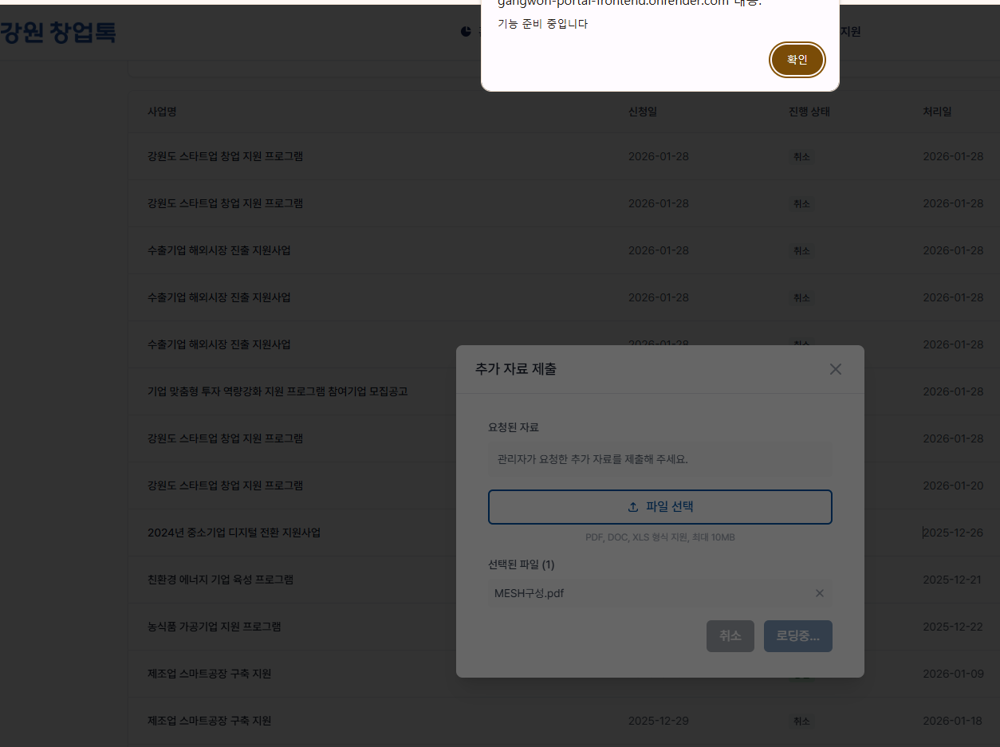 gangwon-portal-frontend.onrender.com 내용:
기능 준비 중입니다
확인
강원 창업톡
지원
사업명 신청일 진행 상태 처리일
강원도 스타트업 창업 지원 프로그램 2026-01-28 취소 2026-01-28
강원도 스타트업 창업 지원 프로그램 2026-01-28 취소 2026-01-28
수출기업 해외시장 진출 지원사업 2026-01-28 취소 2026-01-28
수출기업 해외시장 진출 지원사업 2026-01-28 취소 2026-01-28
수출기업 해외시장 진출 지원사업 2026-01-28 취소 2026-01-28
기업 맞춤형 투자 역량강화 지원 프로그램 참여기업 모집공고 2026-01-28
강원도 스타트업 창업 지원 프로그램 2026-01-28
강원도 스타트업 창업 지원 프로그램 2026-01-20
2024년 중소기업 디지털 전환 지원사업 2025-12-26
친환경 에너지 기업 육성 프로그램 2025-12-21
농식품 가공기업 지원 프로그램 2025-12-22
제조업 스마트공장 구축 지원 2026-01-09
제조업 스마트공장 구축 지원 2025-12-29 취소 2026-01-18
추가 자료 제출
요청된 자료
관리자가 요청한 추가 자료를 제출해 주세요.
파일 선택
PDF, DOC, XLS 형식 지원, 최대 10MB
선택된 파일 (1)
MESH구성.pdf
취소 로딩중...